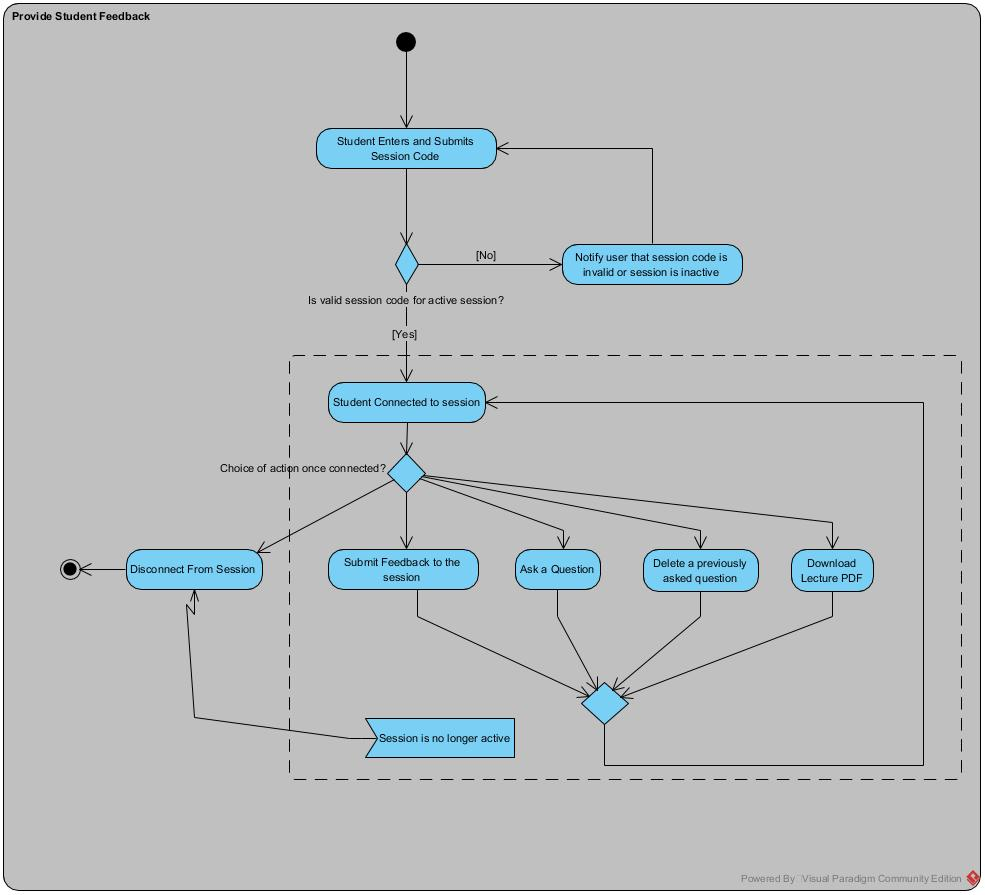 Provide Student Feedback
Student Enters and Submits
Session Code
[No]
Notify user that session code is
invalid or session is inactive
Is valid session code for active session?
[Yes]
Student Connected to session
Choice of action once connected?
Disconnect From Session
Submit Feedback to the
session
Ask a Question
Delete a previously
asked question
Download
Lecture PDF
Session is no longer active
Powered By Visual Paradigm Community Edition